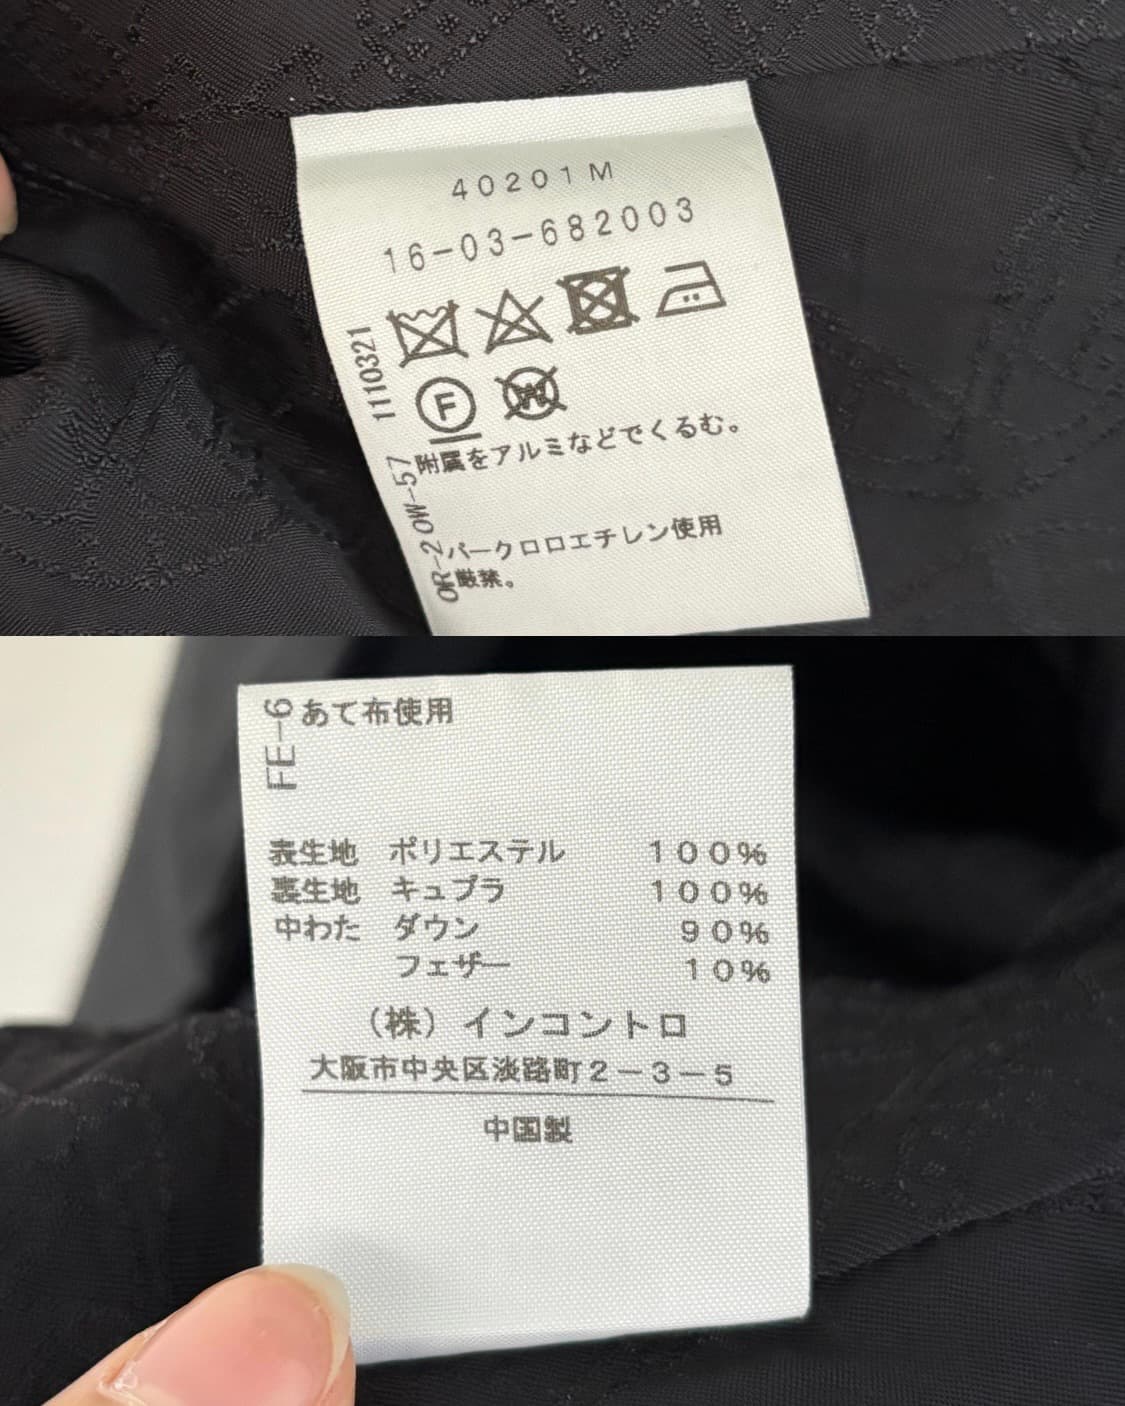 40201M
16-03-682003
F
W
1110321
附属をアルミなどでくるむ。
OR-2 OW-57
パークロロエチレン使用
厳禁。
FE-6
あて布使用
表生地 ポリエステル 100%
裏生地 キュプラ 100%
中わた ダウン 90%
フェザー 10%
(株)インコントロ
大阪市中央区淡路町2-3-5
中国製